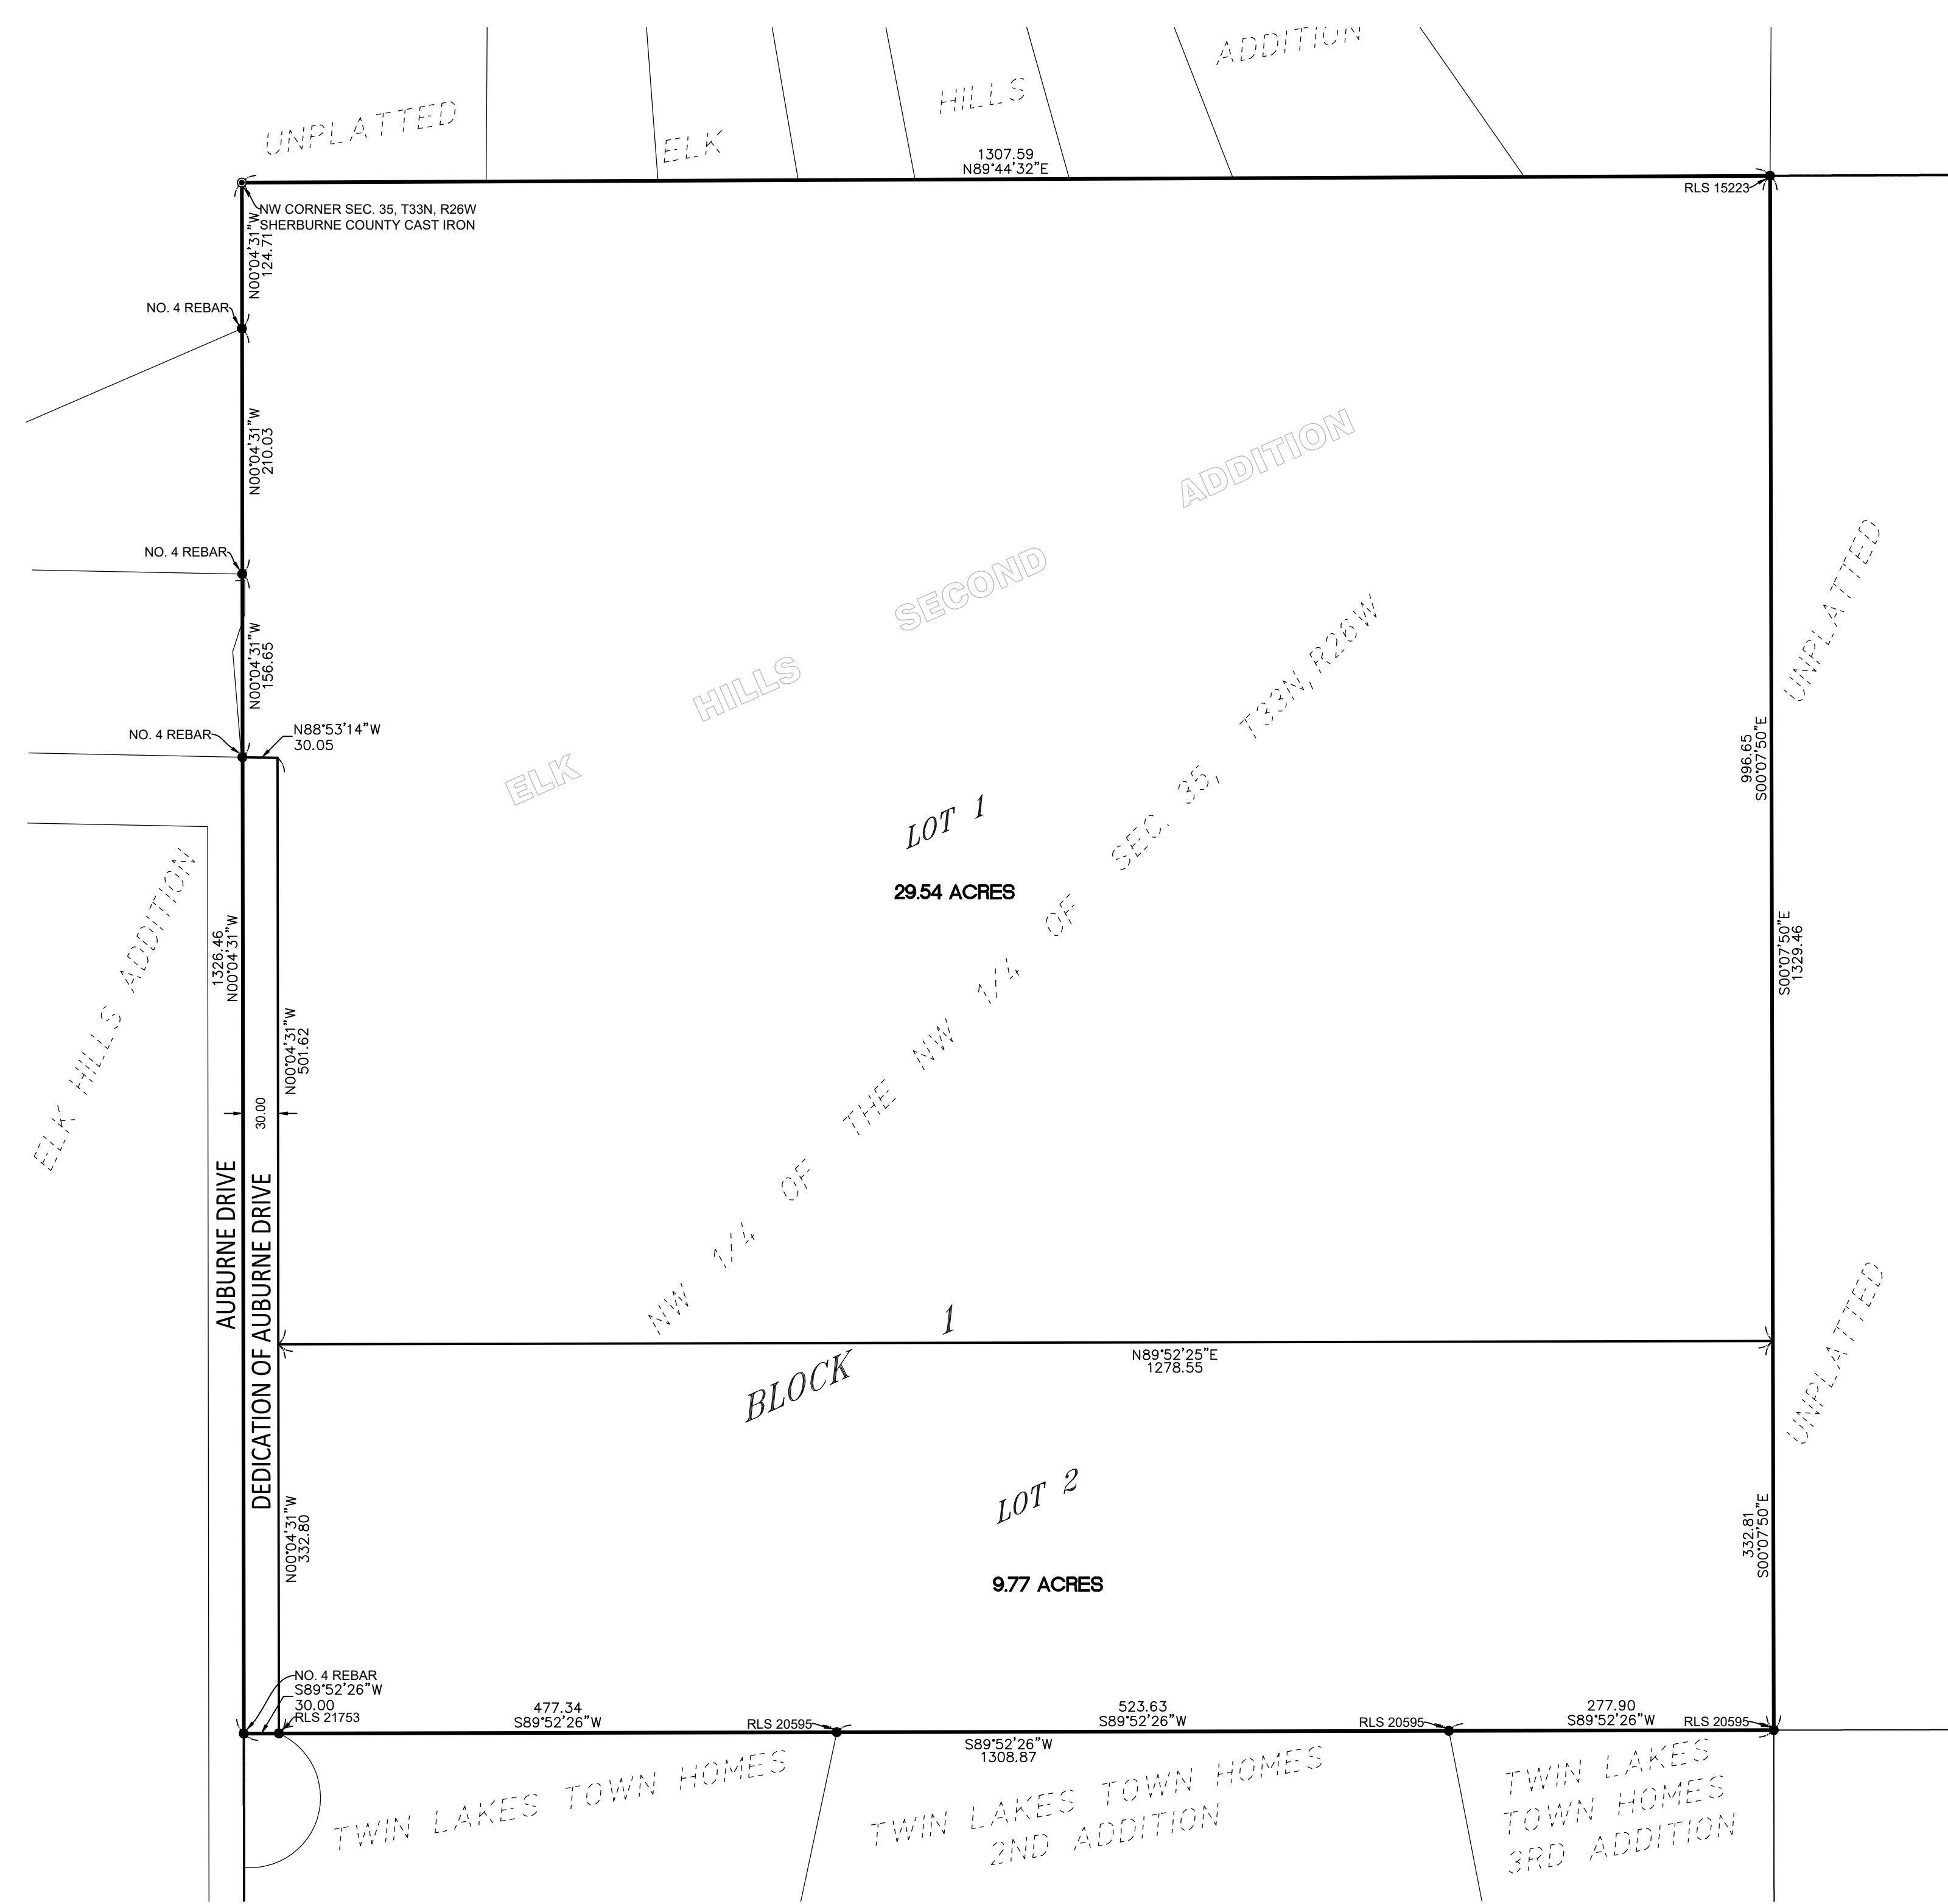 ADDITION
HILLS
UNPLATTED
ELK
1307.59
N89°44'32"E
RLS 15223
NW CORNER SEC. 35, T33N, R26W
SHERBURNE COUNTY CAST IRON
N00°04'31"W
124.71
NO. 4 REBAR
N00°04'31"W
210.03
NO. 4 REBAR
N00°04'31"W
156.65
NO. 4 REBAR
N88°53'14"W
30.05
ELK HILLS SECOND ADDITION
UNPLATTED
996.65
S00°07'50"E
LOT 1
29.54 ACRES
NW 1/4 OF THE NW 1/4 OF SEC. 35, T33N, R26W
ELK HILLS ADDITION
1326.46
N00°04'31"W
S00°07'50"E
1329.46
N00°04'31"W
501.62
30.00
AUBURNE DRIVE
DEDICATION OF AUBURNE DRIVE
BLOCK 1
N89°52'25"E
1278.55
UNPLATTED
LOT 2
9.77 ACRES
N00°04'31"W
332.80
332.81
S00°07'50"E
NO. 4 REBAR
S89°52'26"W
30.00
RLS 21753
477.34
S89°52'26"W
RLS 20595
523.63
S89°52'26"W
RLS 20595
277.90
S89°52'26"W
RLS 20595
S89°52'26"W
1308.87
TWIN LAKES TOWN HOMES
TWIN LAKES TOWN HOMES
2ND ADDITION
TWIN LAKES
TOWN HOMES
3RD ADDITION